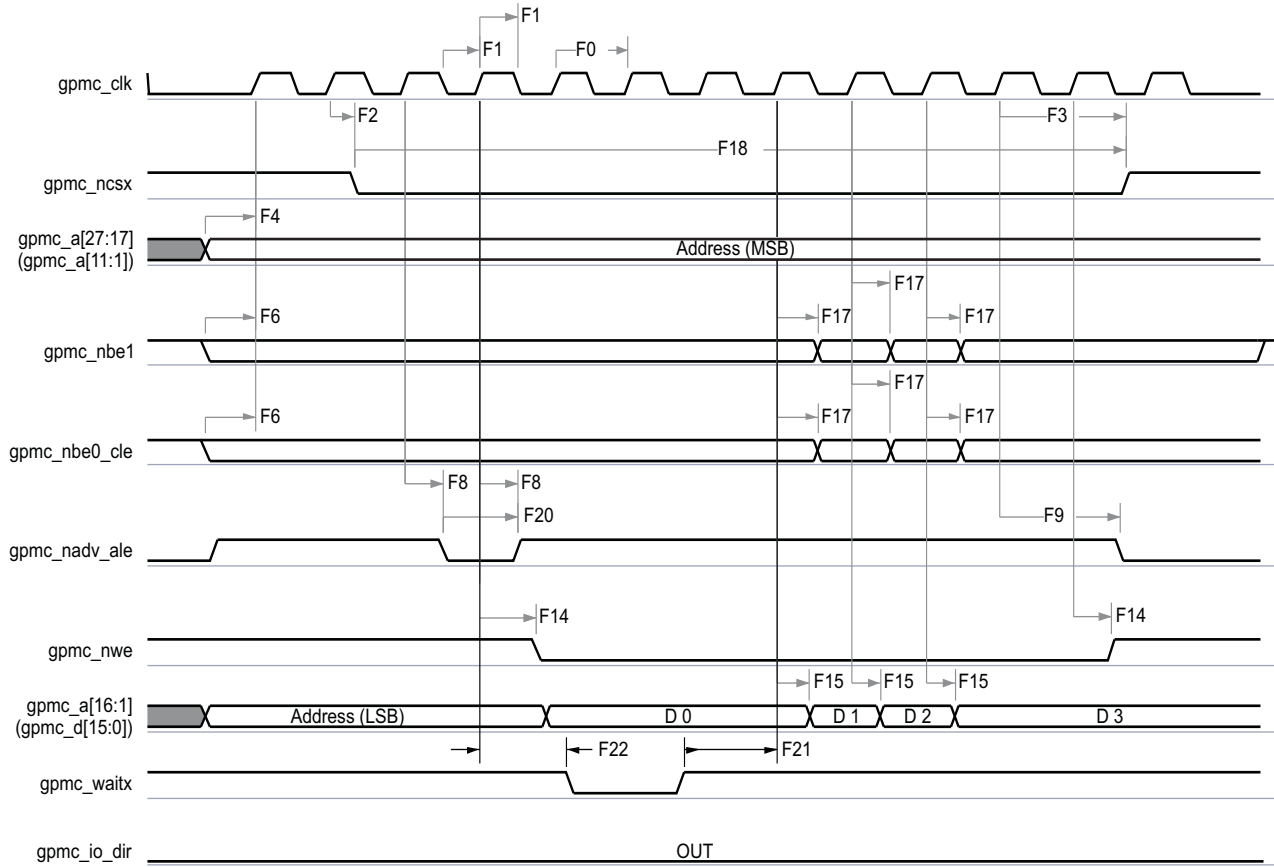 F1
F1 F0
gpmc_clk
F2 F3
F18
gpmc_ncsx
F4
gpmc_a[27:17]
(gpmc_a[11:1])
Address (MSB)
F17
F6 F17 F17
gpmc_nbe1
F17
F6 F17 F17
gpmc_nbe0_cle
F8 F8
F20 F9
gpmc_nadv_ale
F14 F14
gpmc_nwe
F15 F15 F15
gpmc_a[16:1]
(gpmc_d[15:0])
Address (LSB) D 0 D 1 D 2 D 3
F22 F21
gpmc_waitx
gpmc_io_dir OUT